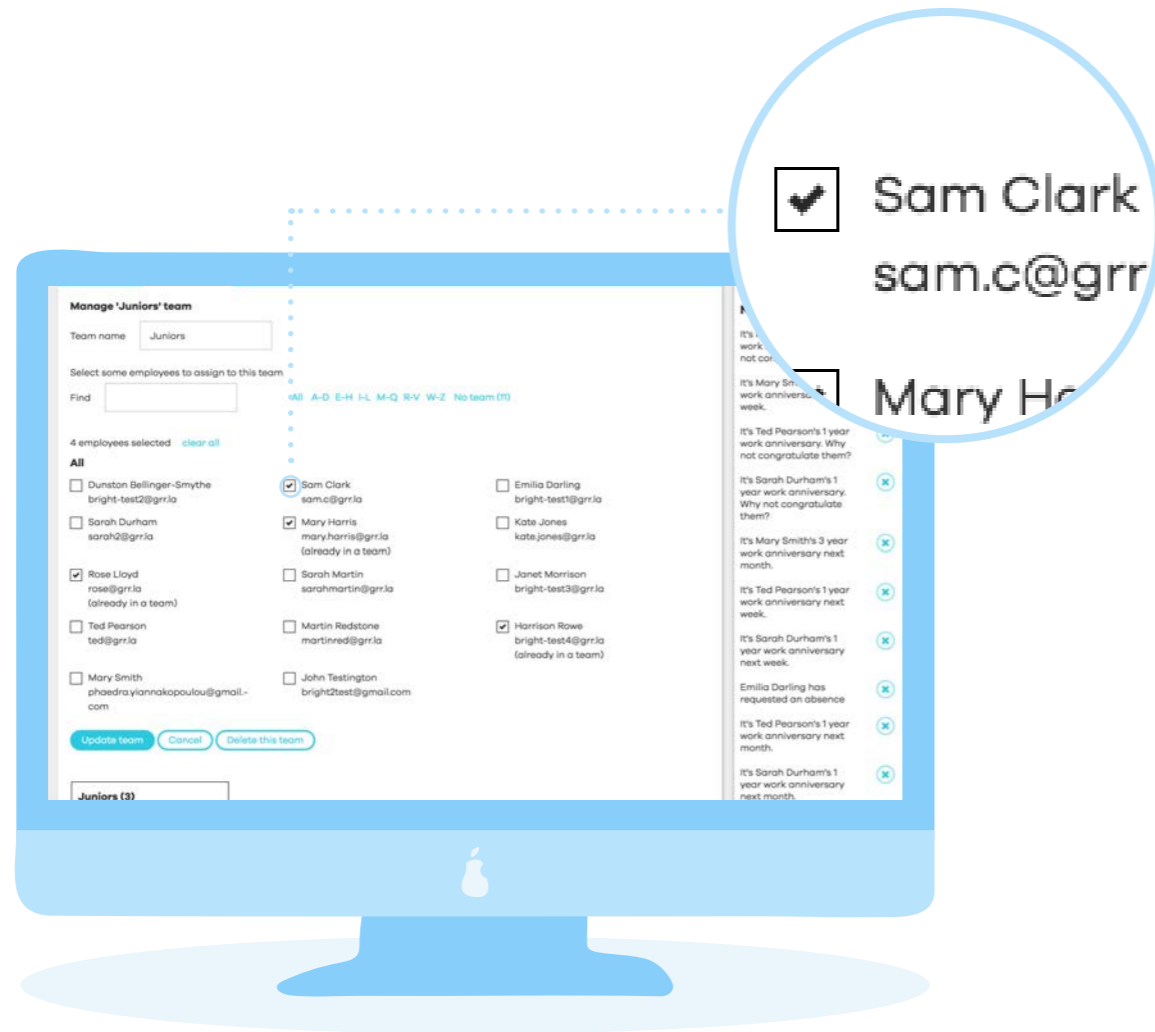 Sam Clark
sam.c@grr
Mary Ha
Manage 'Juniors' team
Team name Juniors
Select some employees to assign to this team
Find
All A-D E-H I-L M-Q R-V W-Z No team (11)
4 employees selected clear all
All
Dunston Bellinger-Smythe
bright-test2@grr.la
Sam Clark
sam.c@grr.la
Emilia Darling
bright-test1@grr.la
Sarah Durham
sarah2@grr.la
Mary Harris
mary.harris@grr.la
(already in a team)
Kate Jones
kate.jones@grr.la
Rose Lloyd
rose@grr.la
(already in a team)
Sarah Martin
sarahmartin@grr.la
Janet Morrison
bright-test3@grr.la
Ted Pearson
ted@grr.la
Martin Redstone
martinred@grr.la
Harrison Rowe
bright-test4@grr.la
(already in a team)
Mary Smith
phaedra.yiannakopoulou@gmail.-
com
John Testington
bright2test@gmail.com
Update team Cancel Delete this team
Juniors (3)
It's
work
not con
It's Mary Sm
work anniversa
week.
It's Ted Pearson's 1 year
work anniversary. Why
not congratulate them?
It's Sarah Durham's 1
year work anniversary.
Why not congratulate
them?
It's Mary Smith's 3 year
work anniversary next
month.
It's Ted Pearson's 1 year
work anniversary next
week.
It's Sarah Durham's 1
year work anniversary
next week.
Emilia Darling has
requested an absence
It's Ted Pearson's 1 year
work anniversary next
month.
It's Sarah Durham's 1
year work anniversary
next month.